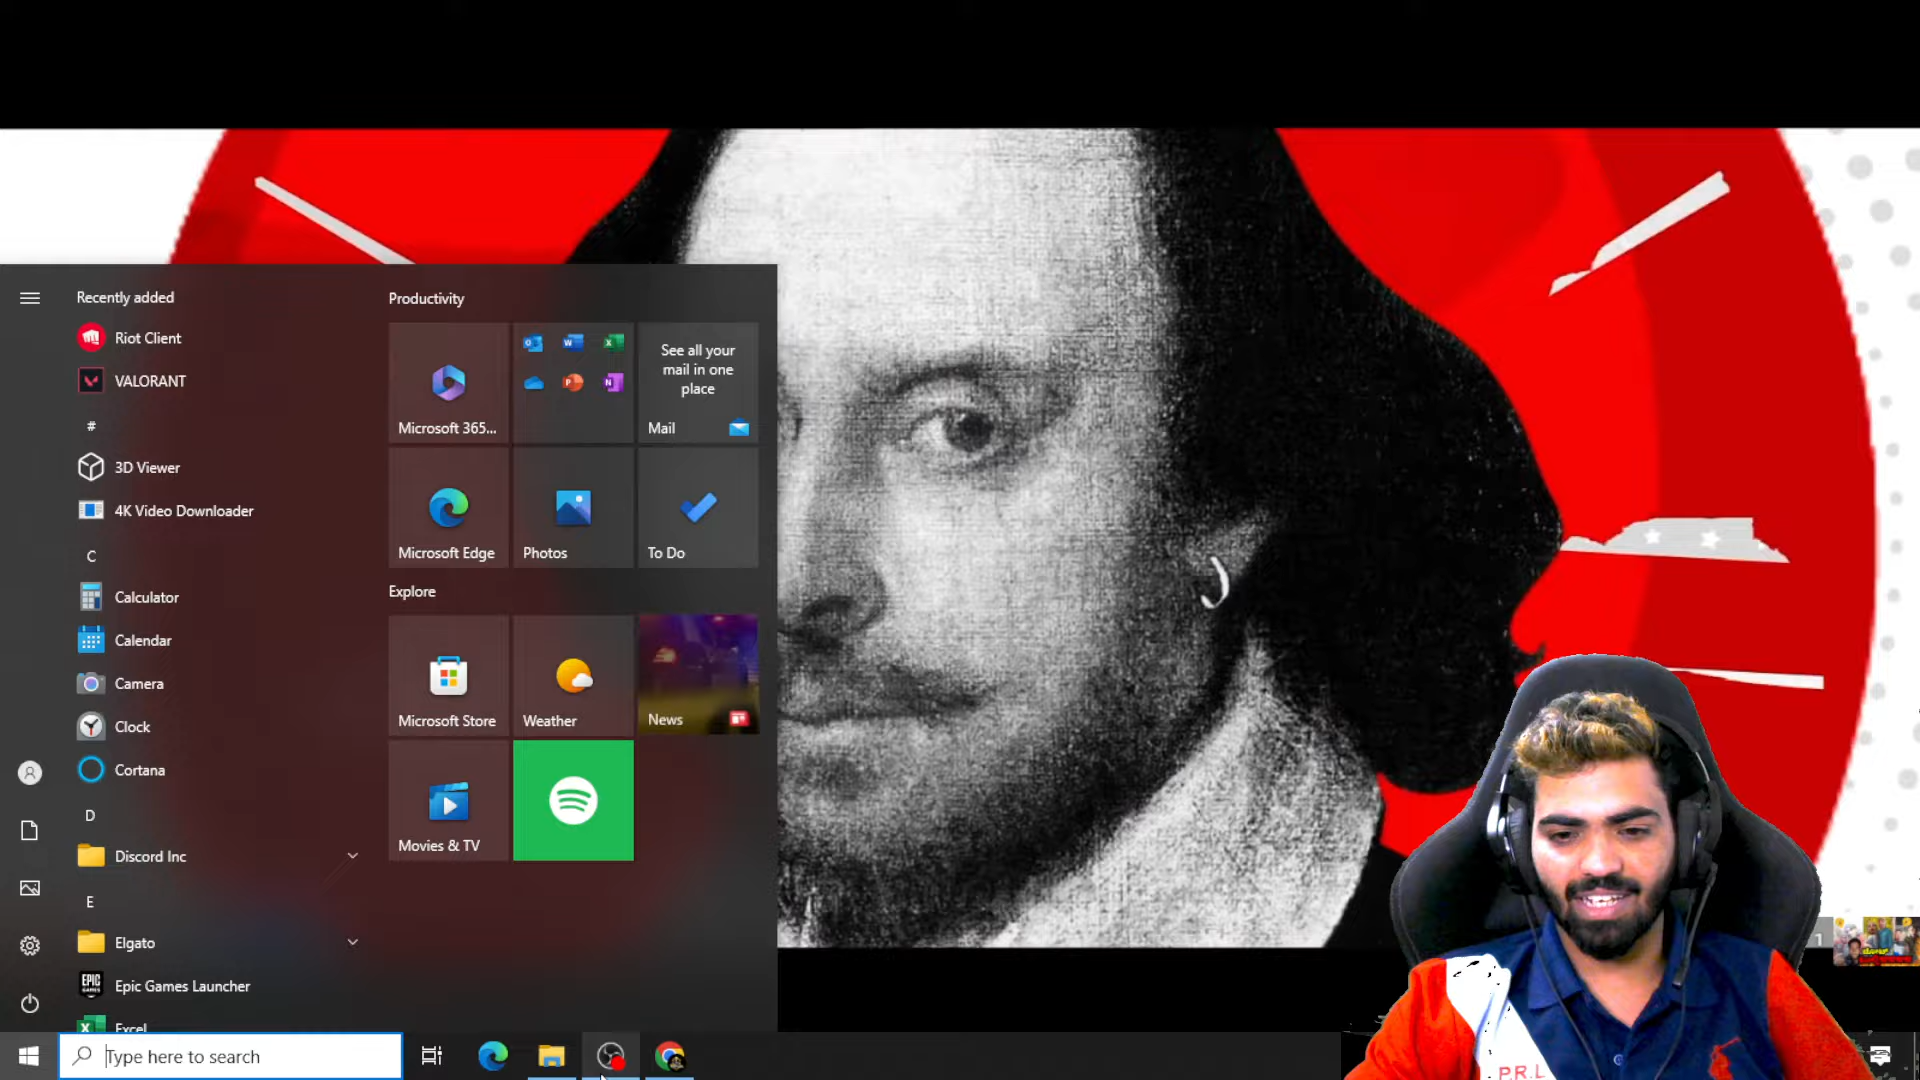 Recently added
Riot Client
VALORANT
#
3D Viewer
4K Video Downloader
C
Calculator
Calendar
Camera
Clock
Cortana
D
Discord Inc
E
Elgato
Epic Games Launcher
Excel
Productivity
Microsoft 365...
See all your
mail in one
place
Mail
Microsoft Edge
Photos
To Do
Explore
Microsoft Store
Weather
News
Movies & TV
Type here to search
1
P.R.L